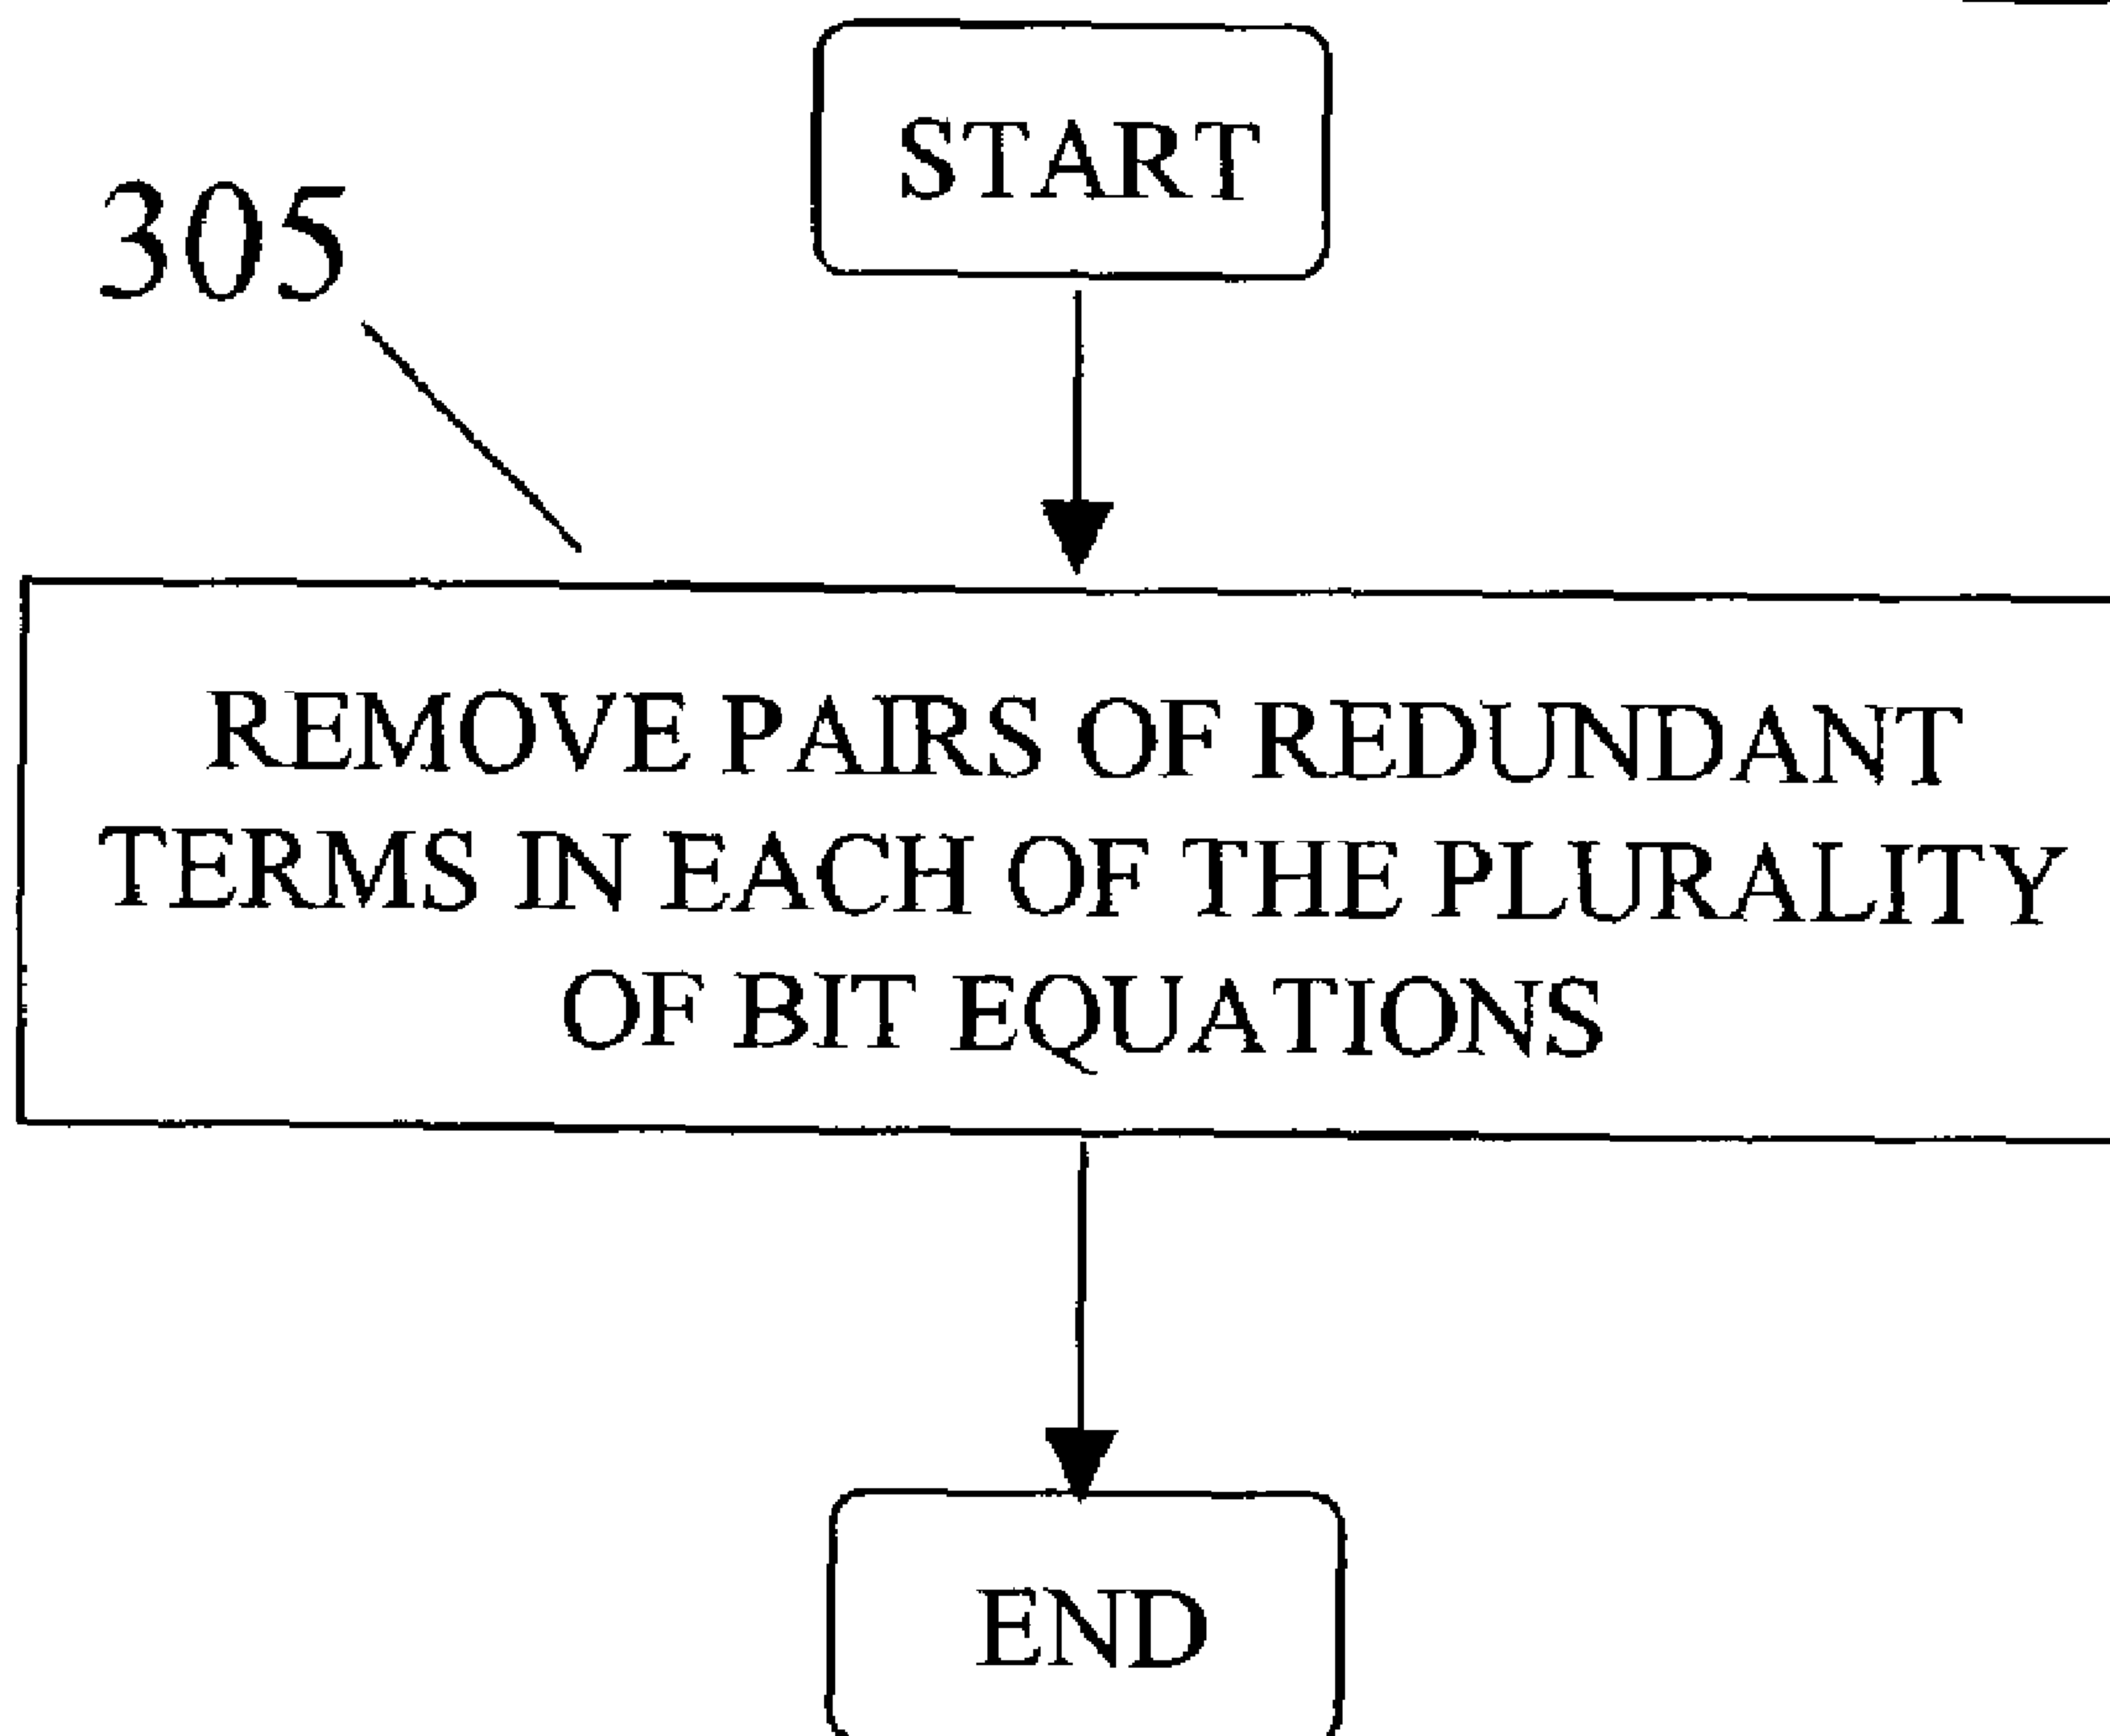 START
305
REMOVE PAIRS OF REDUNDANT
TERMS IN EACH OF THE PLURALITY
OF BIT EQUATIONS
END